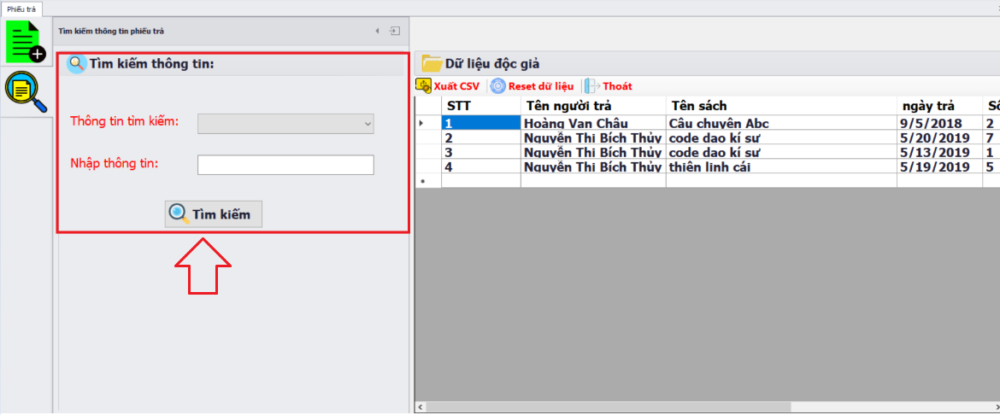 Phiếu trả
Tìm kiếm thông tin phiếu trả
Tìm kiếm thông tin:
Thông tin tìm kiếm:
Nhập thông tin:
Tìm kiếm
Dữ liệu độc giả
Xuất CSV Reset dữ liệu Thoát
STT Tên người trả Tên sách ngày trả Số
1 Hoàng Van Châu Câu chuyện Abc 9/5/2018 2
2 Nguyễn Thị Bích Thủy code dao kí sư 5/20/2019 7
3 Nguyễn Thị Bích Thủy code dao kí sư 5/13/2019 1
4 Nguyễn Thị Bích Thủy thiên linh cái 5/19/2019 5